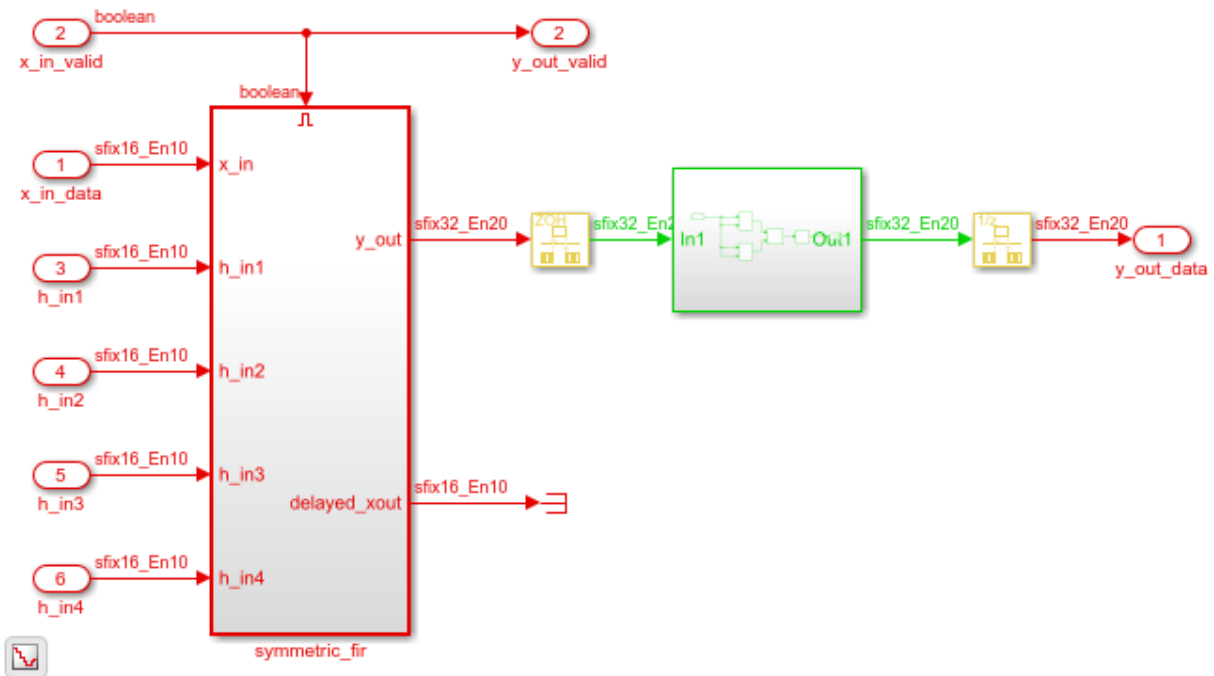 boolean
2
x_in_valid
2
y_out_valid
boolean
sfix16_En10
1
x_in_data
x_in
sfix16_En10
3
h_in1
h_in1
sfix16_En10
4
h_in2
h_in2
sfix16_En10
5
h_in3
h_in3
sfix16_En10
6
h_in4
h_in4
y_out
sfix32_En20
delayed_xout
sfix16_En10
symmetric_fir
ZOH
sfix32_En2
In1
Out1
sfix32_En20
1/z
sfix32_En20
1
y_out_data